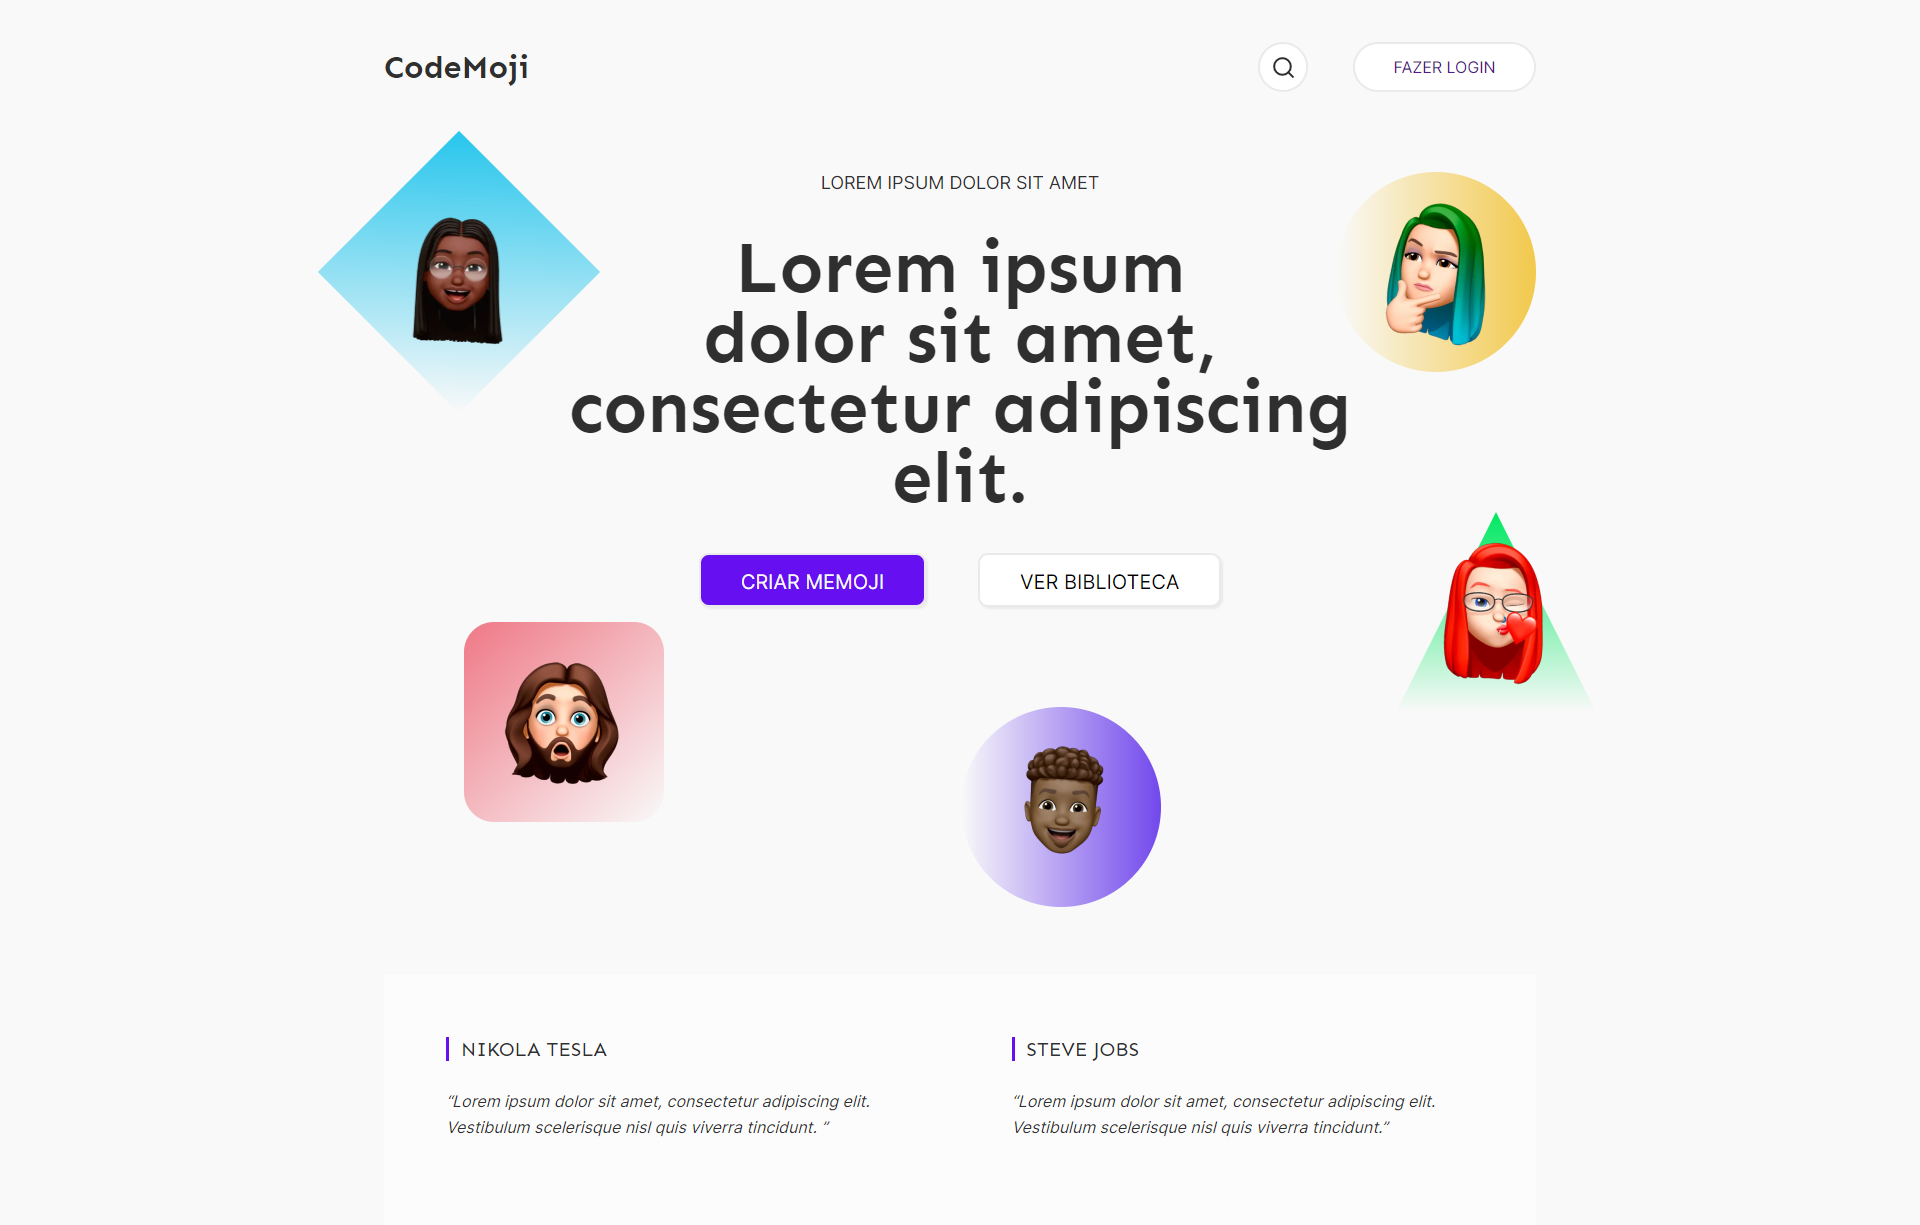 CodeMoji
FAZER LOGIN
LOREM IPSUM DOLOR SIT AMET
Lorem ipsum
dolor sit amet,
consectetur adipiscing
elit.
CRIAR MEMOJI
VER BIBLIOTECA
NIKOLA TESLA
“Lorem ipsum dolor sit amet, consectetur adipiscing elit.
Vestibulum scelerisque nisl quis viverra tincidunt. ”
STEVE JOBS
“Lorem ipsum dolor sit amet, consectetur adipiscing elit.
Vestibulum scelerisque nisl quis viverra tincidunt.”